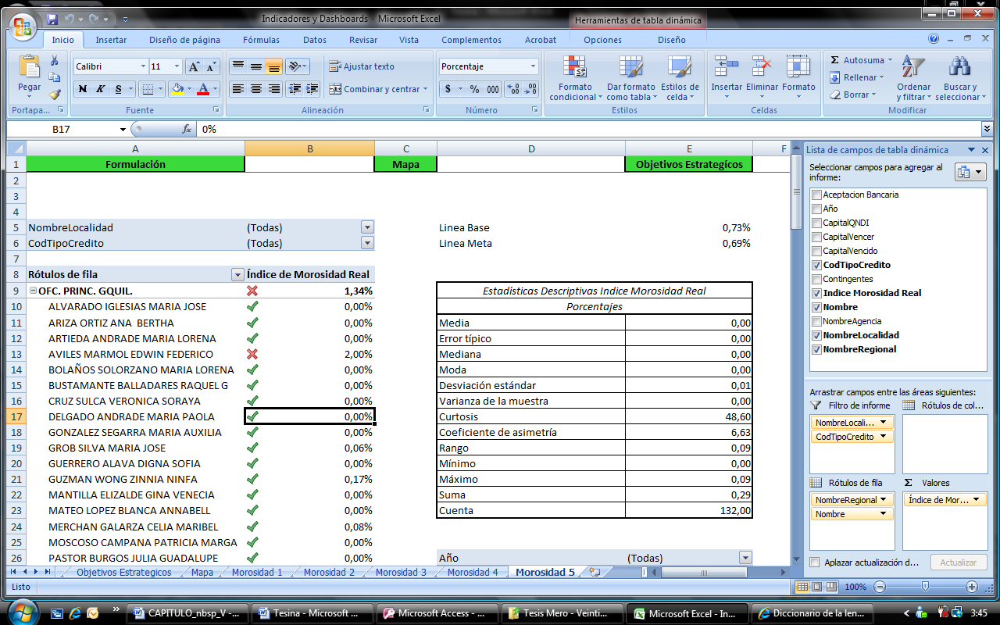 Indicadores y Dashboards - Microsoft Excel
Herramientas de tabla dinámica
Inicio Insertar Diseño de página Fórmulas Datos Revisar Vista Complementos Acrobat Opciones Diseño
Calibri 11 Ajustar texto Porcentaje Autosuma
Rellenar
Pegar N K S Combinar y centrar $ % 000 Formato condicional Dar formato como tabla Estilos de celda Insertar Eliminar Formato Borrar Ordenar y filtrar Buscar y seleccionar
Portapa... Fuente Alineación Número Estilos Celdas Modificar
B17 fx 0%
A B C D E F
1 Formulación Mapa Objetivos Estrategícos
2
3
4
5 NombreLocalidad (Todas) Linea Base 0,73%
6 CodTipoCredito (Todas) Linea Meta 0,69%
7
8 Rótulos de fila Índice de Morosidad Real
9 OFC. PRINC. GQUIL. 1,34% Estadísticas Descriptivas Indice Morosidad Real
10 ALVARADO IGLESIAS MARIA JOSE 0,00% Porcentajes
11 ARIZA ORTIZ ANA BERTHA 0,00% Media 0,00
12 ARTIEDA ANDRADE MARIA LORENA 0,00% Error típico 0,00
13 AVILES MARMOL EDWIN FEDERICO 2,00% Mediana 0,00
14 BOLAÑOS SOLORZANO MARIA LORENA 0,00% Moda 0,00
15 BUSTAMANTE BALLADARES RAQUEL G 0,00% Desviación estándar 0,01
16 CRUZ SULCA VERONICA SORAYA 0,00% Varianza de la muestra 0,00
17 DELGADO ANDRADE MARIA PAOLA 0,00% Curtosis 48,60
18 GONZALEZ SEGARRA MARIA AUXILIA 0,00% Coeficiente de asimetría 6,63
19 GROB SILVA MARIA JOSE 0,06% Rango 0,09
20 GUERRERO ALAVA DIGNA SOFIA 0,00% Mínimo 0,00
21 GUZMAN WONG ZINNIA NINFA 0,17% Máximo 0,09
22 MANTILLA ELIZALDE GINA VENECIA 0,00% Suma 0,29
23 MATEO LOPEZ BLANCA ANNABELL 0,00% Cuenta 132,00
24 MERCHAN GALARZA CELIA MARIBEL 0,08%
25 MOSCOSO CAMPANA PATRICIA MARGA 0,00%
26 PASTOR BURGOS JULIA GUADALUPE 0,00% Año (Todas)
Lista de campos de tabla dinámica
Seleccionar campos para agregar al
informe:
Aceptacion Bancaria
Año
CapitalQNDI
CapitalVencer
CapitalVencido
CodTipoCredito
Contingentes
Indice Morosidad Real
Nombre
NombreAgencia
NombreLocalidad
NombreRegional
Arrastrar campos entre las áreas siguientes:
Filtro de informe Rótulos de col...
NombreLocali...
CodTipoCredito
Rótulos de fila Σ Valores
NombreRegional Índice de Mor...
Nombre
Aplazar actualización d... Actualizar
Objetivos Estrategicos Mapa Morosidad 1 Morosidad 2 Morosidad 3 Morosidad 4 Morosidad 5
Listo 100%
CAPITULO_nbsp_V -... Tesina - Microsoft ... Microsoft Access - ... Tesis Mero - Veinti... Microsoft Excel - In... Diccionario de la len... 3:45